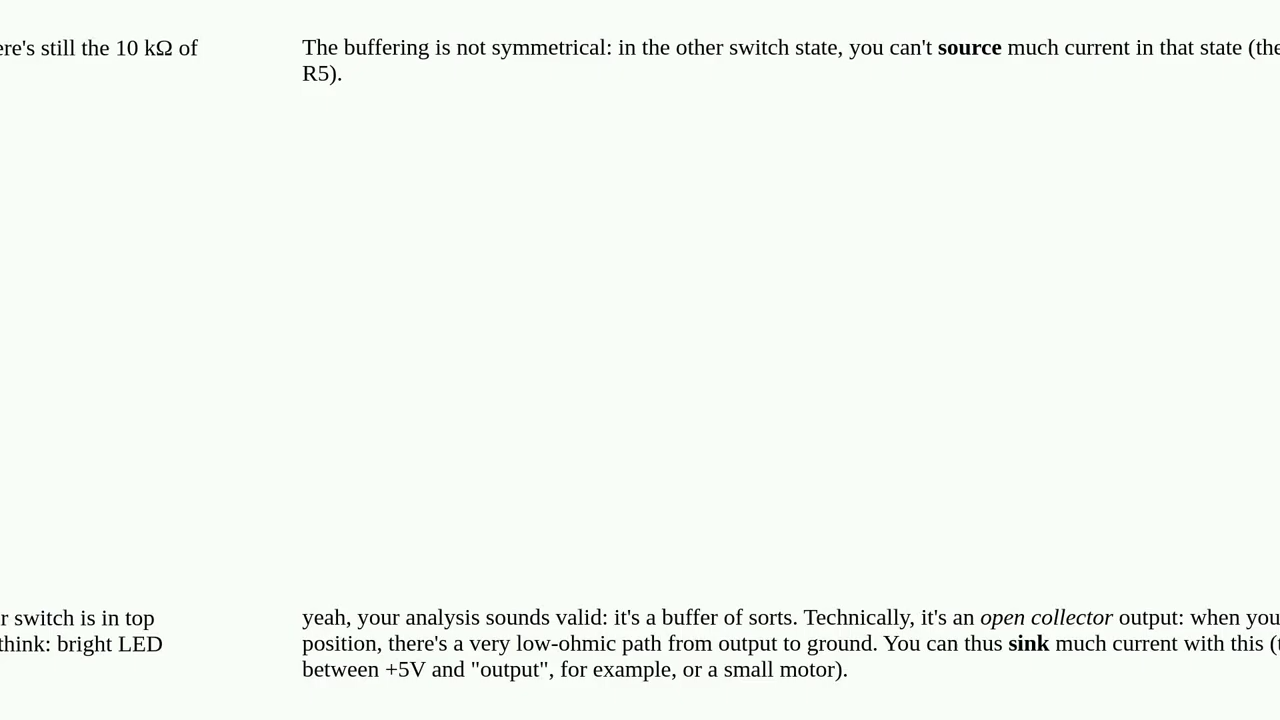 ere's still the 10 kΩ of
The buffering is not symmetrical: in the other switch state, you can't source much current in that state (the
R5).
r switch is in top
think: bright LED
yeah, your analysis sounds valid: it's a buffer of sorts. Technically, it's an open collector output: when you
position, there's a very low-ohmic path from output to ground. You can thus sink much current with this (t
between +5V and "output", for example, or a small motor).